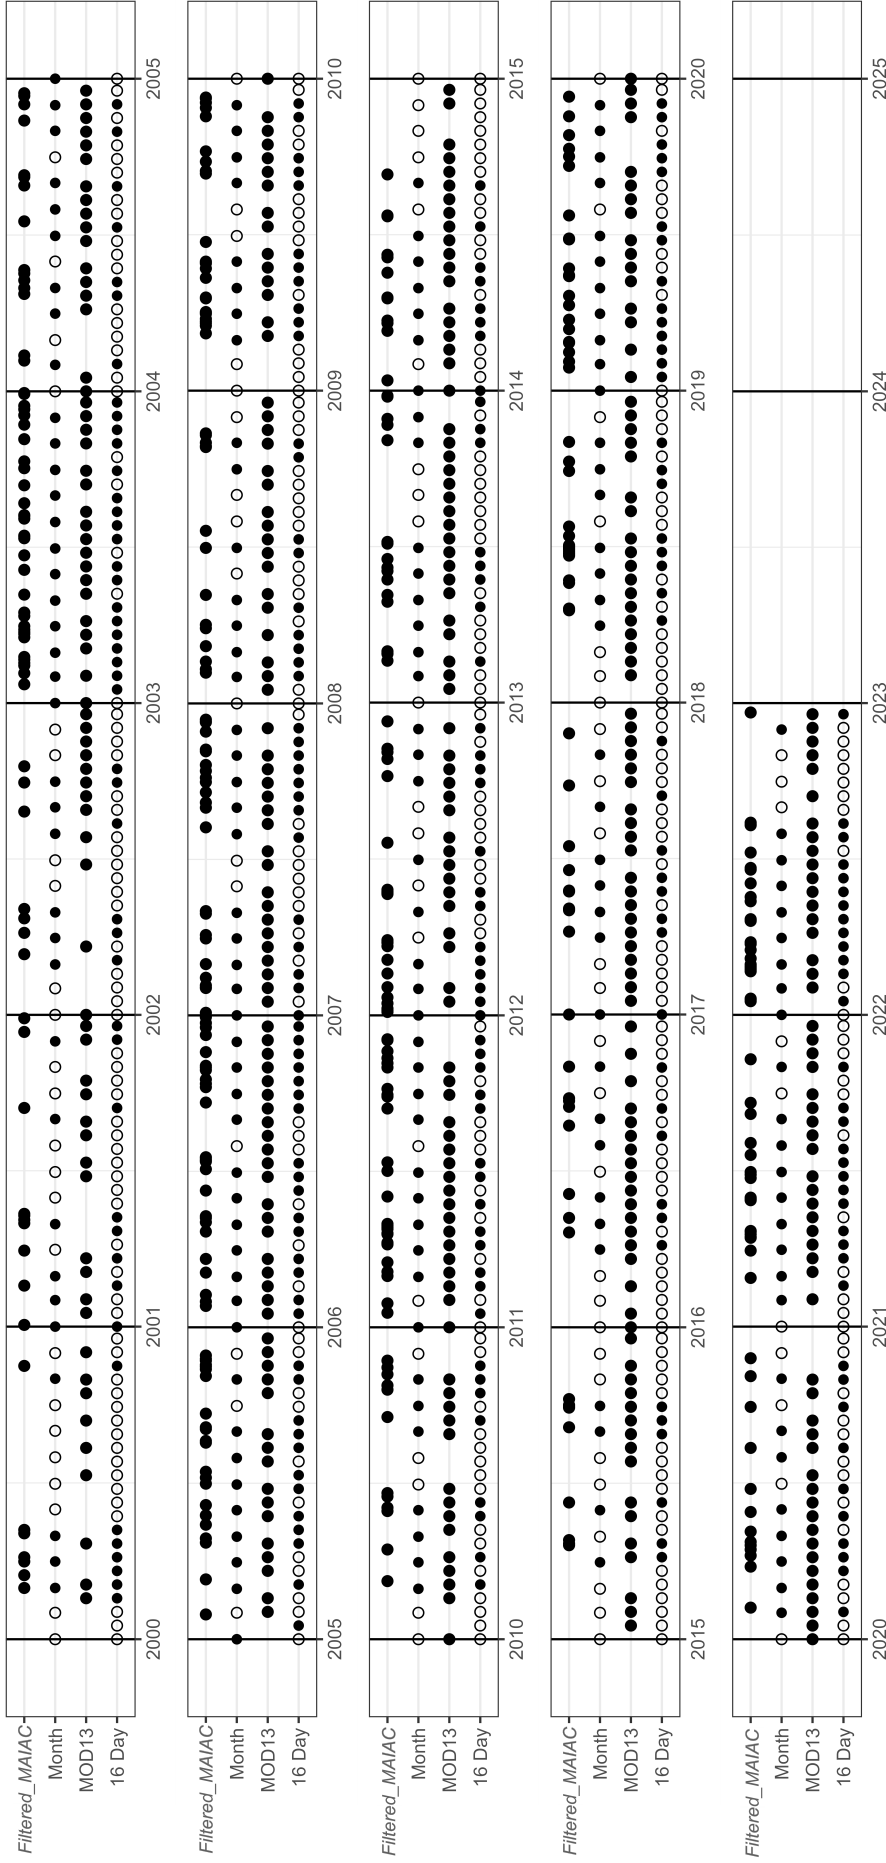 Filtered_MAIAC
Month
MOD13
16 Day
2000
2001
2002
2003
2004
2005
Filtered_MAIAC
Month
MOD13
16 Day
2005
2006
2007
2008
2009
2010
Filtered_MAIAC
Month
MOD13
16 Day
2010
2011
2012
2013
2014
2015
Filtered_MAIAC
Month
MOD13
16 Day
2015
2016
2017
2018
2019
2020
Filtered_MAIAC
Month
MOD13
16 Day
2020
2021
2022
2023
2024
2025